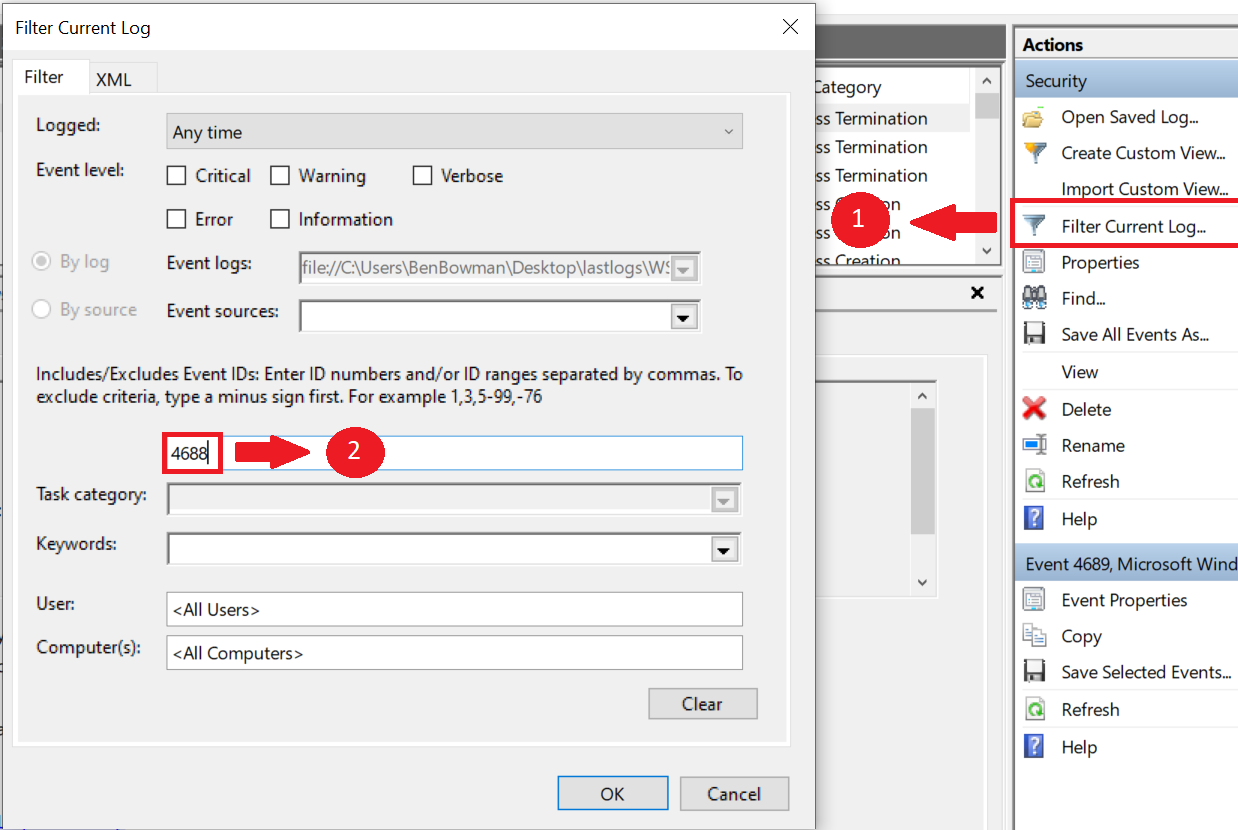 Filter Current Log
Filter
XML
Logged:
Any time
Event level:
Critical
Warning
Verbose
Error
Information
By log
Event logs:
file://C:\Users\BenBowman\Desktop\lastlogs\WS
By source
Event sources:
Includes/Excludes Event IDs: Enter ID numbers and/or ID ranges separated by commas. To
exclude criteria, type a minus sign first. For example 1,3,5-99,-76
4688
2
Task category:
Keywords:
User:
<All Users>
Computer(s):
<All Computers>
Clear
OK
Cancel
Category
ss Termination
ss Termination
ss Termination
1
ss Creation
Actions
Security
Open Saved Log...
Create Custom View...
Import Custom View...
Filter Current Log...
Properties
Find...
Save All Events As...
View
Delete
Rename
Refresh
Help
Event 4689, Microsoft Wind
Event Properties
Copy
Save Selected Events...
Refresh
Help